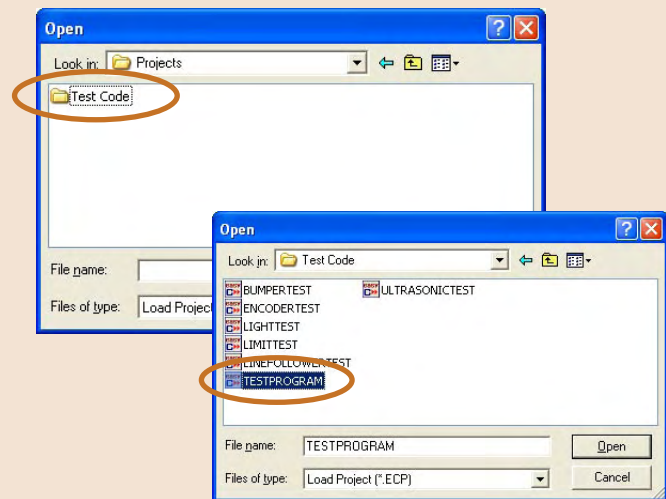 Open
Look in: Projects
Test Code
File name:
Files of type: Load Project
Open
Look in: Test Code
BUMPERTEST ULTRASONICTEST
ENCODERTEST
LIGHTTEST
LIMITTEST
LINEFOLLOWERTEST
TESTPROGRAM
File name: TESTPROGRAM Open
Files of type: Load Project (*.ECP) Cancel